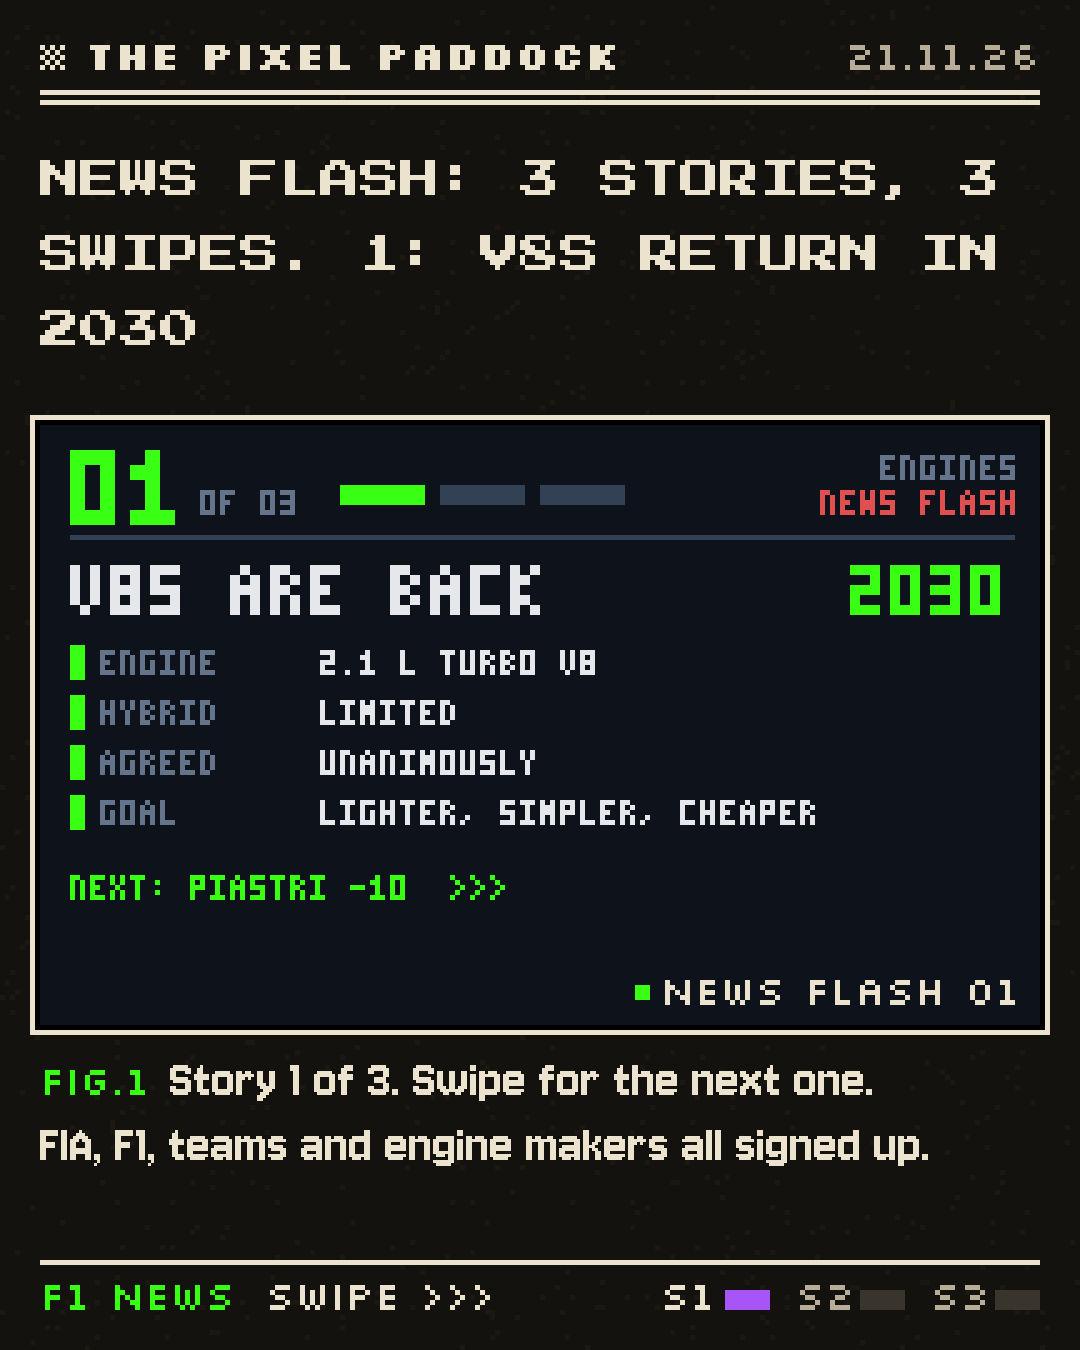 THE PIXEL PADDOCK
21.11.26
NEWS FLASH: 3 STORIES, 3
SWIPES. 1: V8S RETURN IN
2030
01 OF 03
ENGINES
NEWS FLASH
V8S ARE BACK
2030
ENGINE 2.1 L TURBO V8
HYBRID LIMITED
AGREED UNANIMOUSLY
GOAL LIGHTER, SIMPLER, CHEAPER
NEXT: PIASTRI -10 >>>
NEWS FLASH 01
FIG.1 Story 1 of 3. Swipe for the next one.
FIA, F1, teams and engine makers all signed up.
F1 NEWS SWIPE >>>
S1 S2 S3